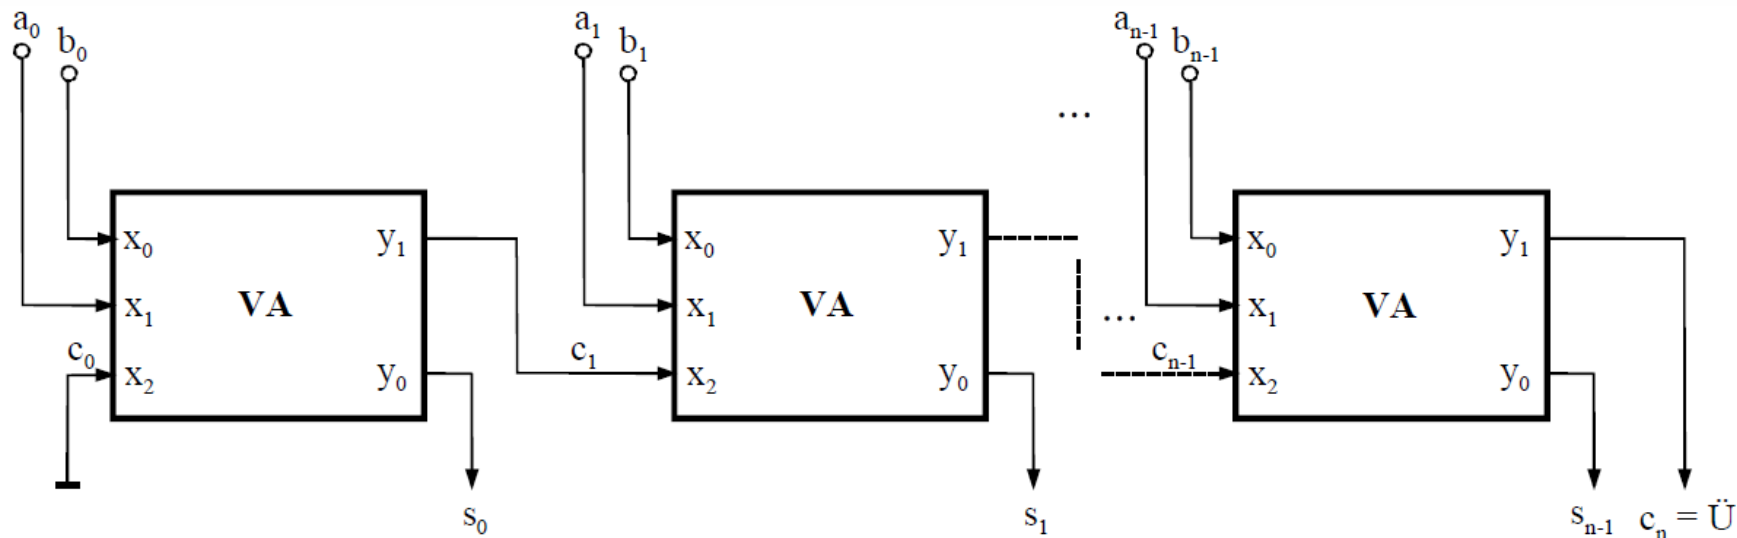 a0 b0 a1 b1 an-1 bn-1
...
x0 y1 x0 y1 x0 y1
x1 VA x1 VA ... x1 VA
c0 x2 y0 c1 x2 y0 cn-1 x2 y0
s0 s1 sn-1 cn = Ü